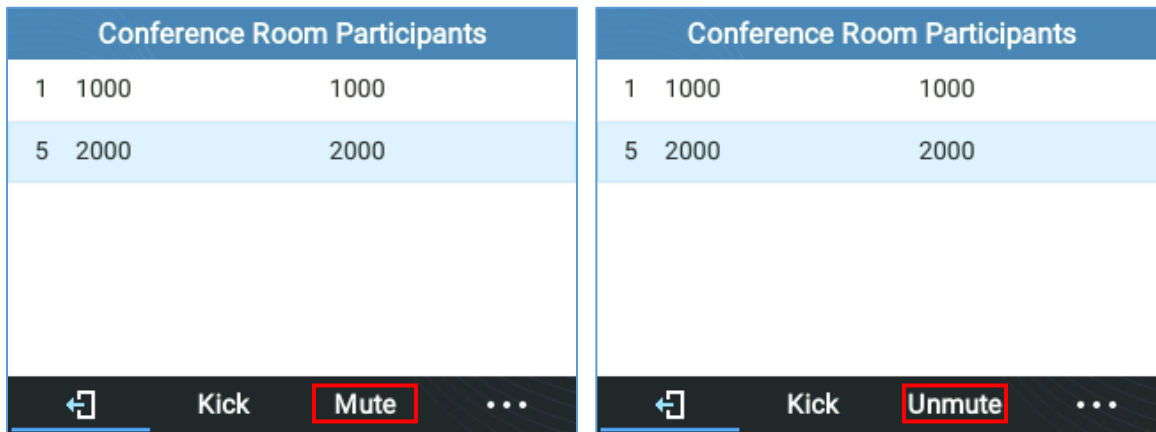 Conference Room Participants
1 1000 1000
5 2000 2000
Kick Mute ...
Conference Room Participants
1 1000 1000
5 2000 2000
Kick Unmute ...